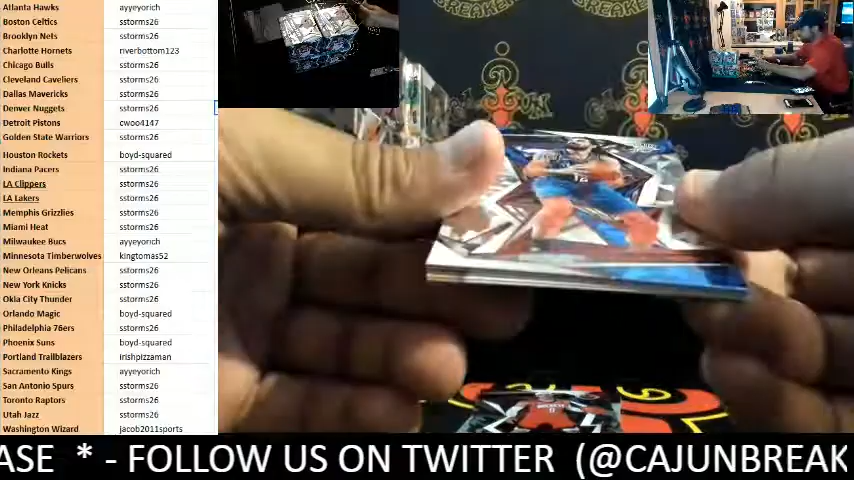 Atlanta Hawks ayyeyorich
Boston Celtics sstorms26
Brooklyn Nets sstorms26
Charlotte Hornets riverbottom123
Chicago Bulls sstorms26
Cleveland Cavaliers sstorms26
Dallas Mavericks sstorms26
Denver Nuggets sstorms26
Detroit Pistons cwoo4147
Golden State Warriors sstorms26
Houston Rockets boyd-squared
Indiana Pacers sstorms26
LA Clippers sstorms26
LA Lakers sstorms26
Memphis Grizzlies sstorms26
Miami Heat sstorms26
Milwaukee Bucs ayyeyorich
Minnesota Timberwolves kingtomas52
New Orleans Pelicans sstorms26
New York Knicks sstorms26
Okla City Thunder sstorms26
Orlando Magic boyd-squared
Philadelphia 76ers sstorms26
Phoenix Suns boyd-squared
Portland Trailblazers irishpizzaman
Sacramento Kings ayyeyorich
San Antonio Spurs sstorms26
Toronto Raptors sstorms26
Utah Jazz sstorms26
Washington Wizard jacob2011sports
ASE * - FOLLOW US ON TWITTER (@CAJUNBREAK